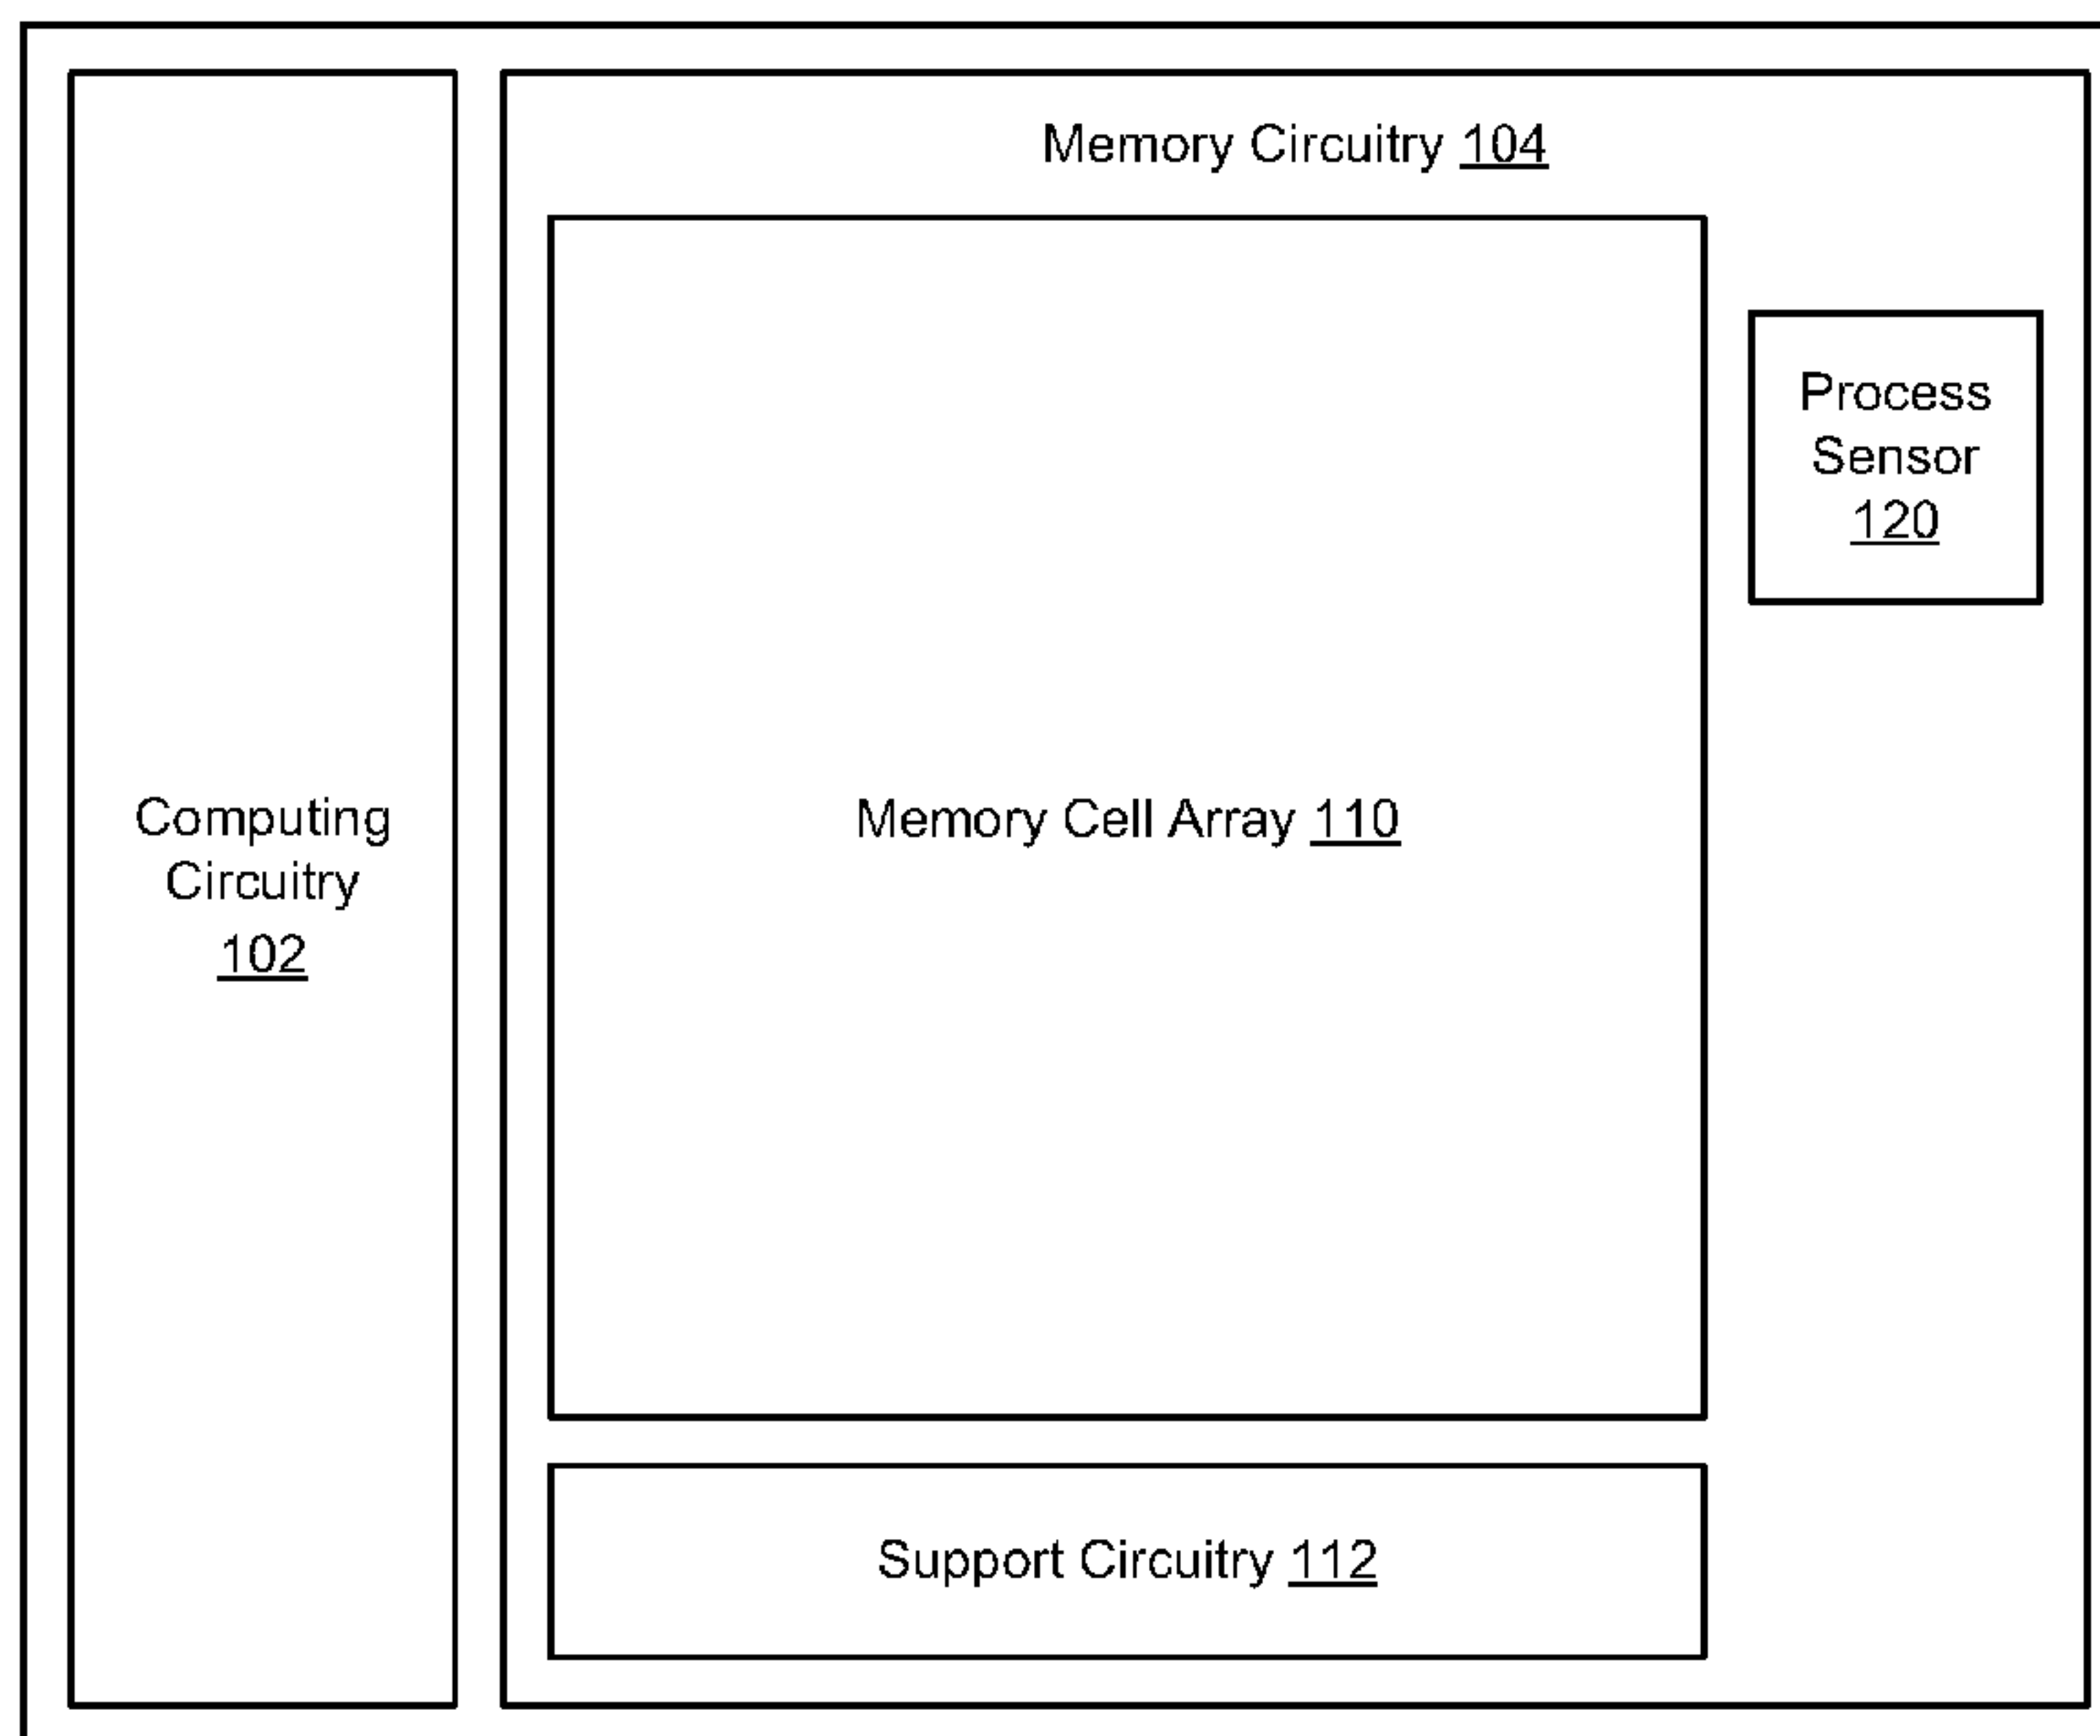 Memory Circuitry 104
Process
Sensor
120
Computing
Circuitry
102
Memory Cell Array 110
Support Circuitry 112